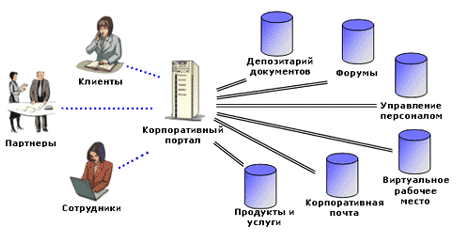 Депозитарий
документов
Форумы
Клиенты
Управление
персоналом
Корпоративный
портал
Партнеры
Виртуальное
рабочее
место
Сотрудники
Продукты и
услуги
Корпоративная
почта